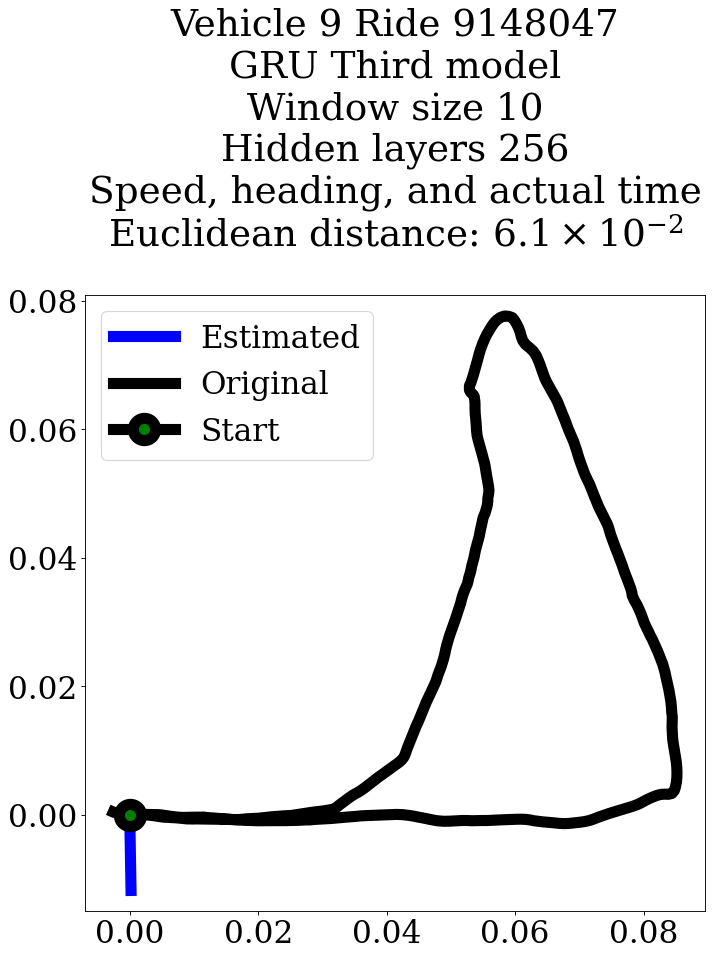 Vehicle 9 Ride 9148047
GRU Third model
Window size 10
Hidden layers 256
Speed, heading, and actual time
Euclidean distance: 6.1 × 10⁻²
0.08
0.06
0.04
0.02
0.00
Estimated
Original
Start
0.00 0.02 0.04 0.06 0.08